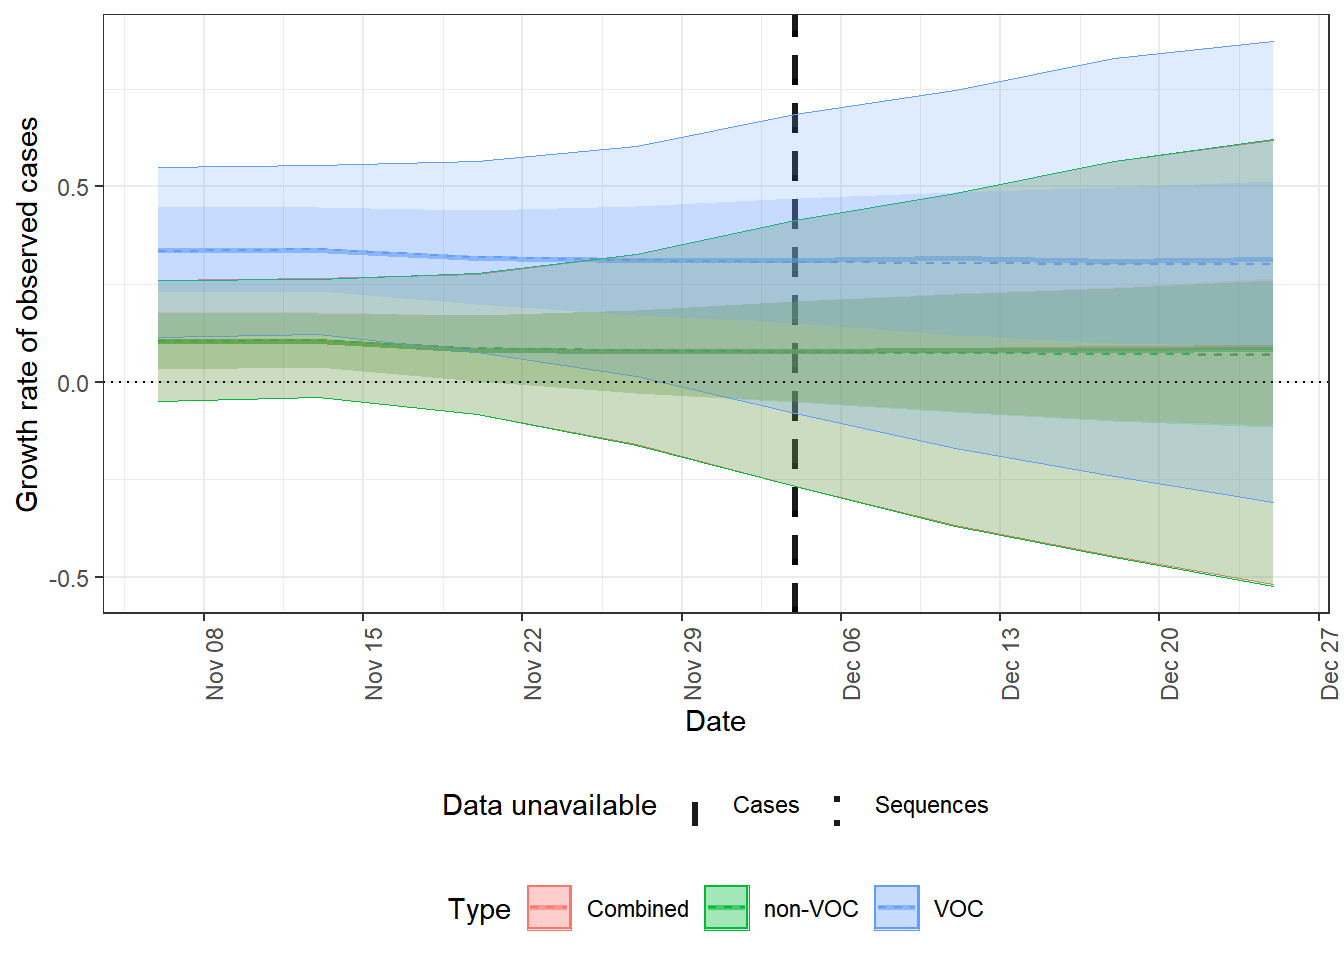 Growth rate of observed cases
0.5
0.0
-0.5
Nov 08
Nov 15
Nov 22
Nov 29
Dec 06
Dec 13
Dec 20
Dec 27
Date
Data unavailable Cases Sequences
Type Combined non-VOC VOC